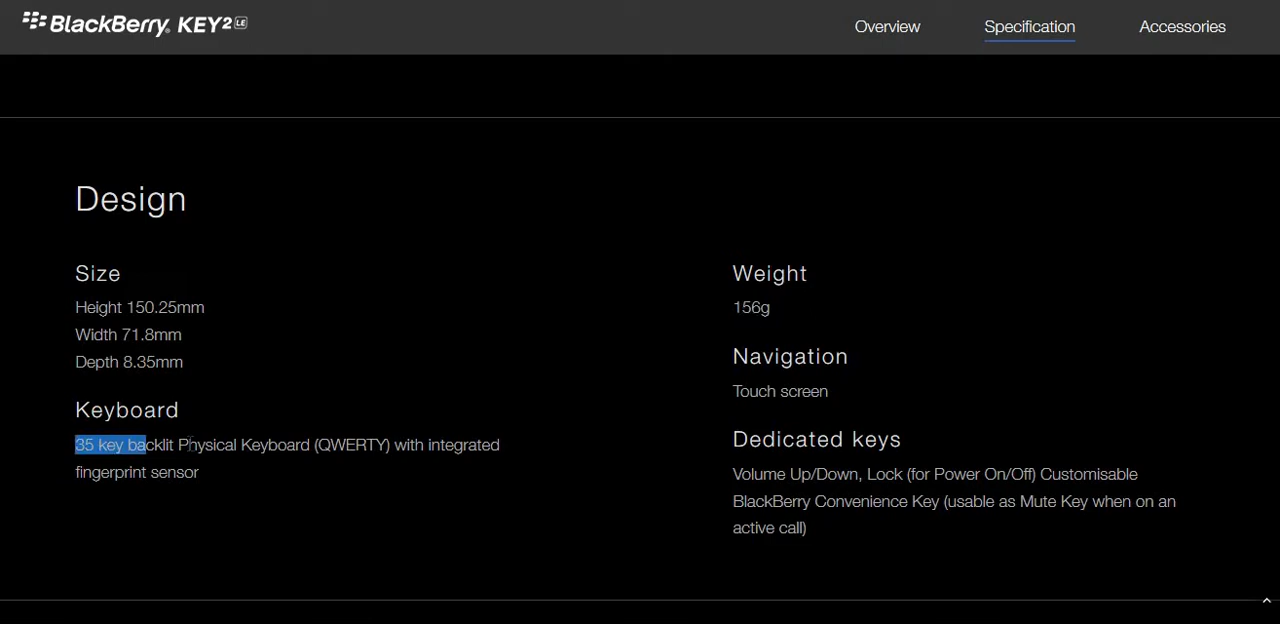 BlackBerry® KEY2 LE
Overview
Specification
Accessories
Design
Size
Height 150.25mm
Width 71.8mm
Depth 8.35mm
Keyboard
35 key backlit Physical Keyboard (QWERTY) with integrated
fingerprint sensor
Weight
156g
Navigation
Touch screen
Dedicated keys
Volume Up/Down, Lock (for Power On/Off) Customisable
BlackBerry Convenience Key (usable as Mute Key when on an
active call)